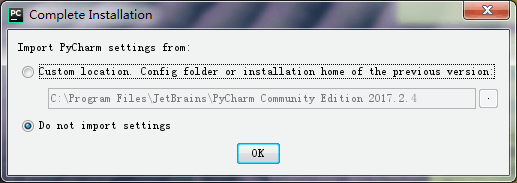 PC
Complete Installation
Import PyCharm settings from:
Custom location. Config folder or installation home of the previous version:
C:\Program Files\JetBrains\PyCharm Community Edition 2017.2.4
.
Do not import settings
OK